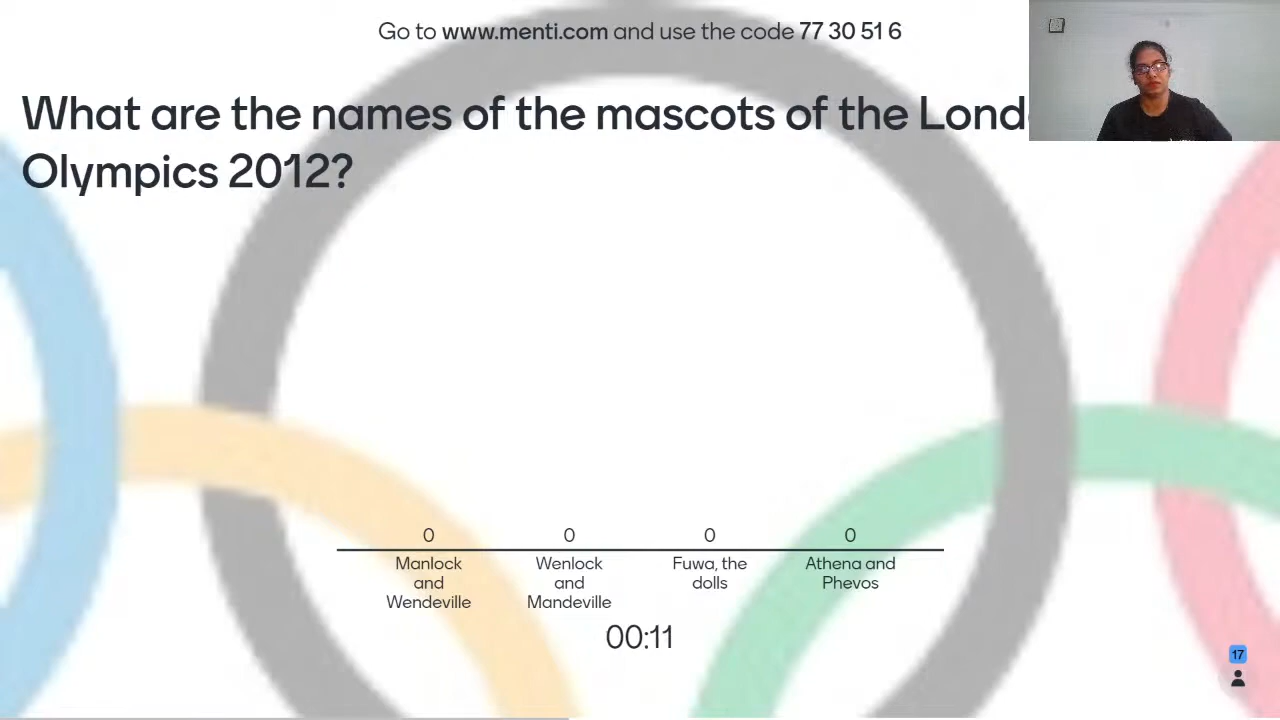 Go to www.menti.com and use the code 77 30 51 6
What are the names of the mascots of the
Olympics 2012?
0 0 0 0
Manlock and Wendeville
Wenlock and Mandeville
Fuwa, the dolls
Athena and Phevos
00:11
17